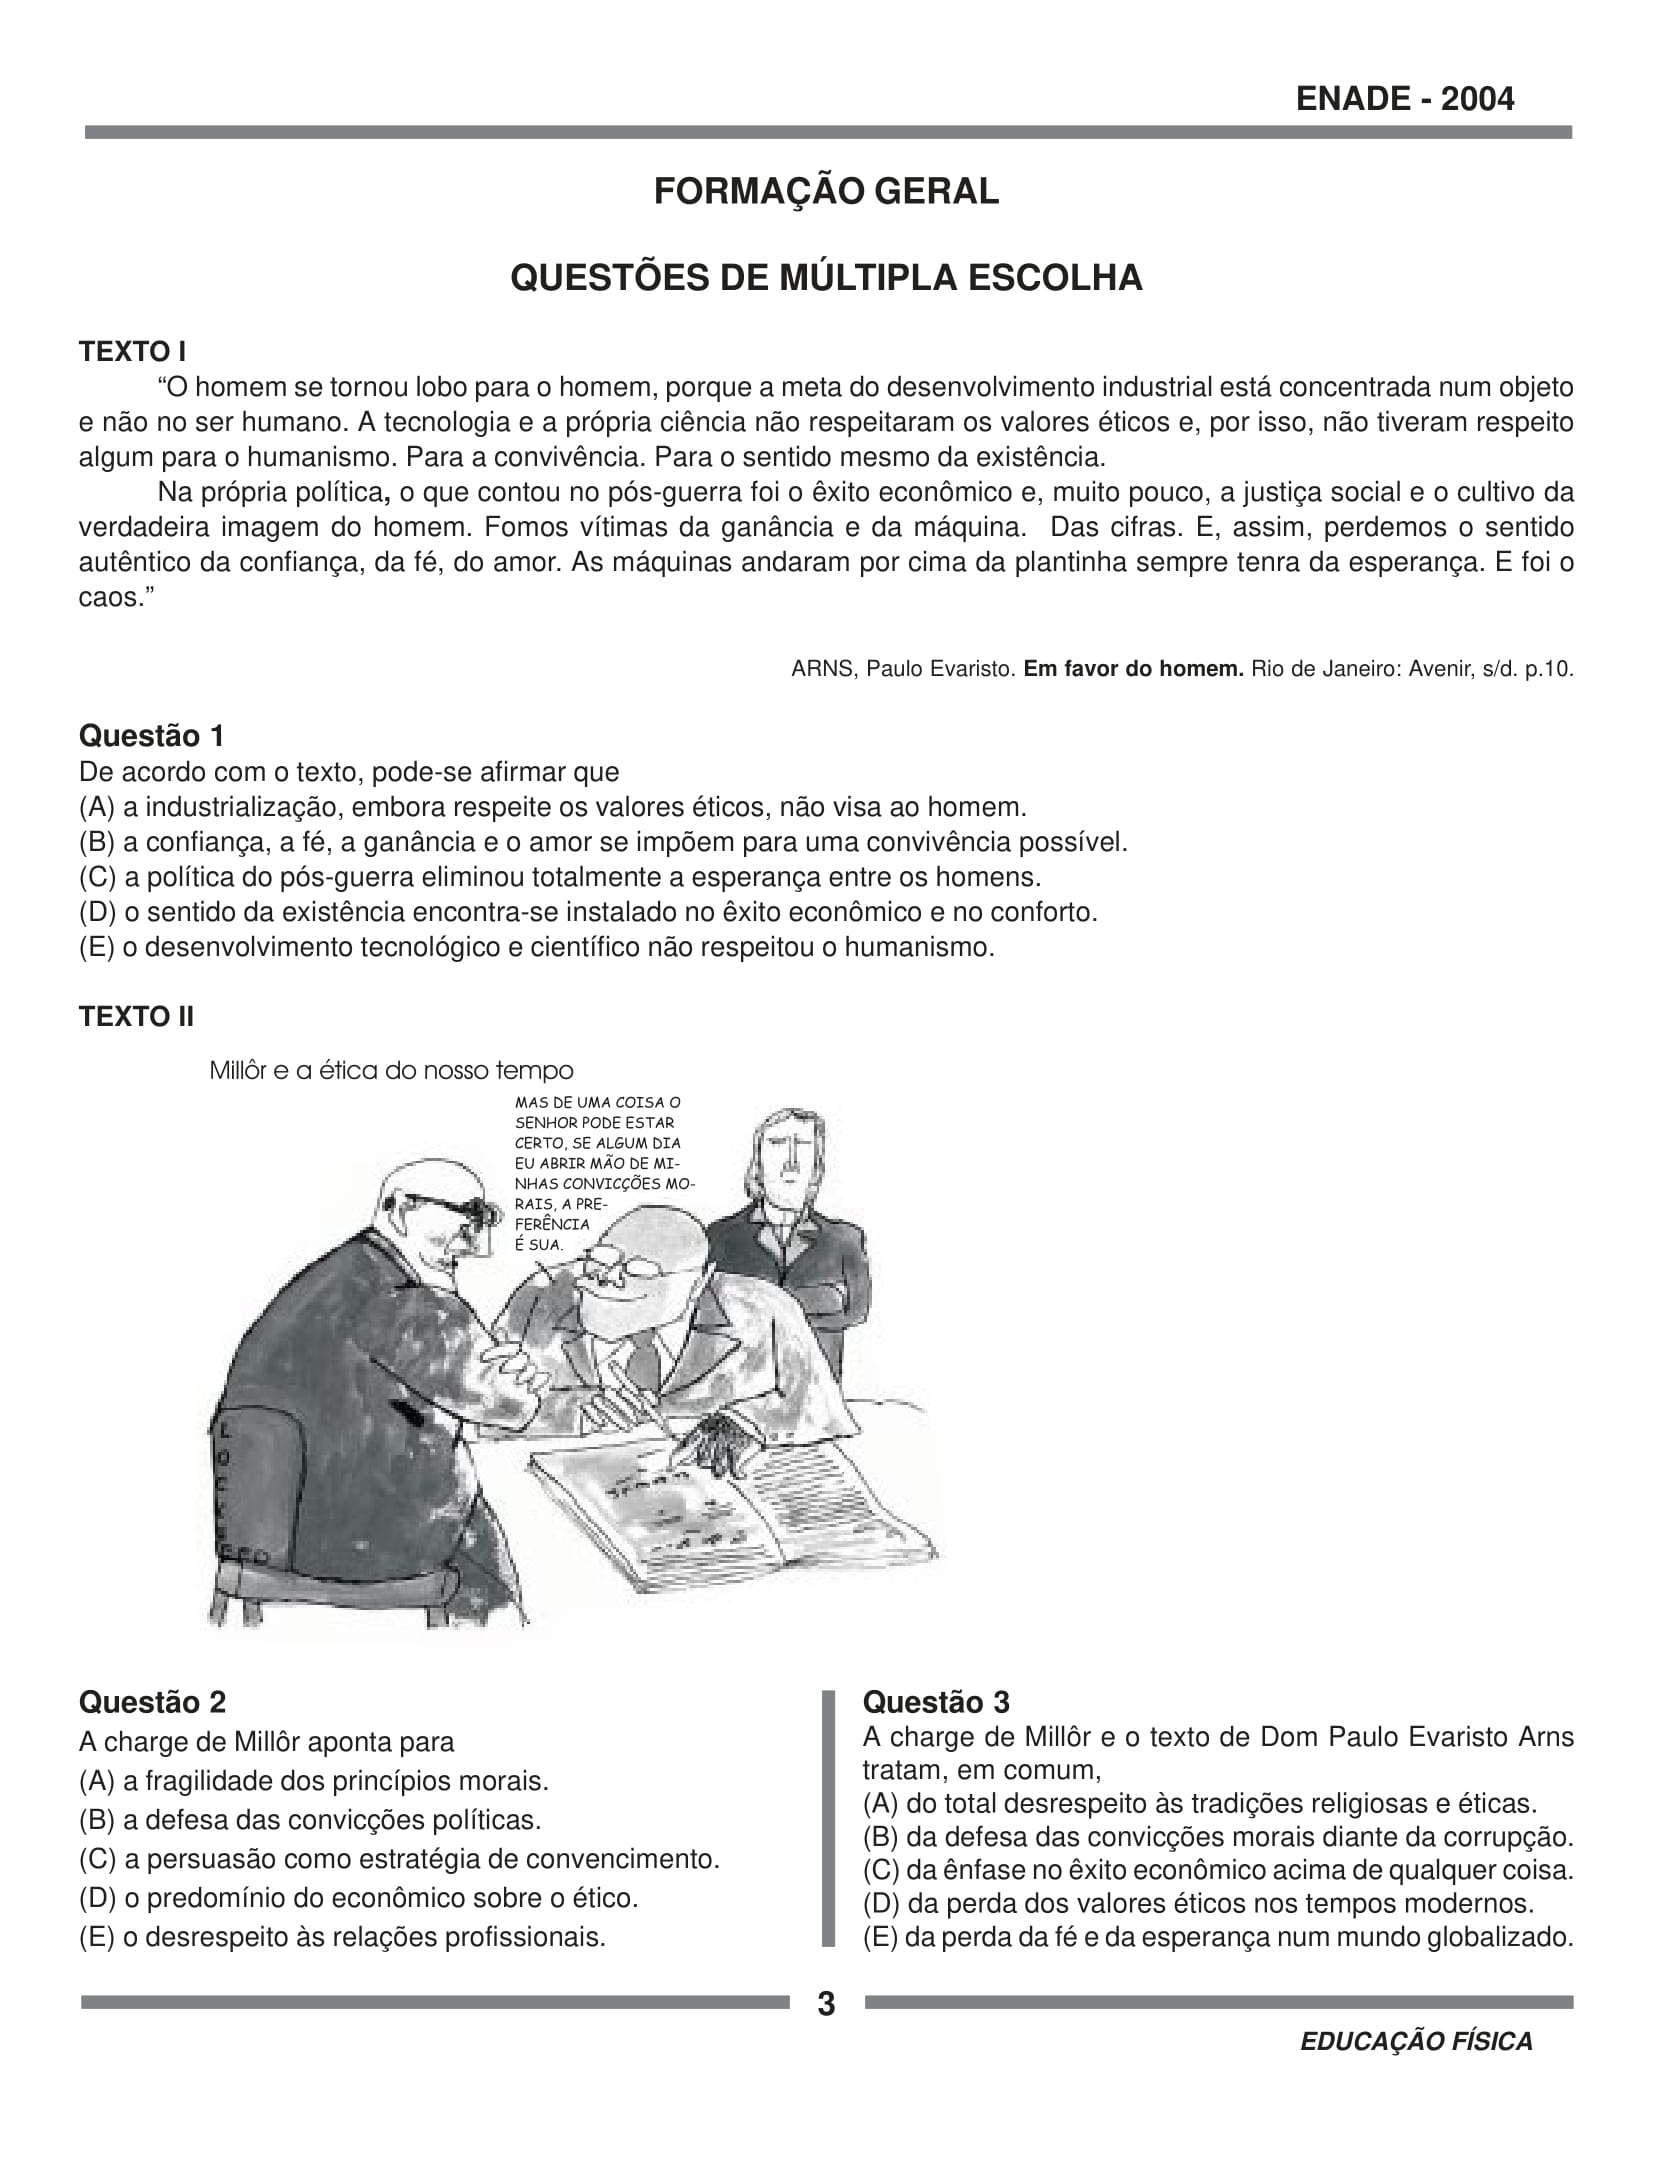 ENADE - 2004
FORMAÇÃO GERAL
QUESTÕES DE MÚLTIPLA ESCOLHA
TEXTO I
“O homem se tornou lobo para o homem, porque a meta do desenvolvimento industrial está concentrada num objeto
e não no ser humano. A tecnologia e a própria ciência não respeitaram os valores éticos e, por isso, não tiveram respeito
algum para o humanismo. Para a convivência. Para o sentido mesmo da existência.
Na própria política, o que contou no pós-guerra foi o êxito econômico e, muito pouco, a justiça social e o cultivo da
verdadeira imagem do homem. Fomos vítimas da ganância e da máquina. Das cifras. E, assim, perdemos o sentido
autêntico da confiança, da fé, do amor. As máquinas andaram por cima da plantinha sempre tenra da esperança. E foi o
caos.”
ARNS, Paulo Evaristo. Em favor do homem. Rio de Janeiro: Avenir, s/d. p.10.
Questão 1
De acordo com o texto, pode-se afirmar que
(A) a industrialização, embora respeite os valores éticos, não visa ao homem.
(B) a confiança, a fé, a ganância e o amor se impõem para uma convivência possível.
(C) a política do pós-guerra eliminou totalmente a esperança entre os homens.
(D) o sentido da existência encontra-se instalado no êxito econômico e no conforto.
(E) o desenvolvimento tecnológico e científico não respeitou o humanismo.
TEXTO II
Millôr e a ética do nosso tempo
MAS DE UMA COISA O
SENHOR PODE ESTAR
CERTO, SE ALGUM DIA
EU ABRIR MÃO DE MI-
NHAS CONVICÇÕES MO-
RAIS, A PRE-
FERÊNCIA
É SUA.
Questão 2
A charge de Millôr aponta para
(A) a fragilidade dos princípios morais.
(B) a defesa das convicções políticas.
(C) a persuasão como estratégia de convencimento.
(D) o predomínio do econômico sobre o ético.
(E) o desrespeito às relações profissionais.
Questão 3
A charge de Millôr e o texto de Dom Paulo Evaristo Arns
tratam, em comum,
(A) do total desrespeito às tradições religiosas e éticas.
(B) da defesa das convicções morais diante da corrupção.
(C) da ênfase no êxito econômico acima de qualquer coisa.
(D) da perda dos valores éticos nos tempos modernos.
(E) da perda da fé e da esperança num mundo globalizado.
3
EDUCAÇÃO FÍSICA